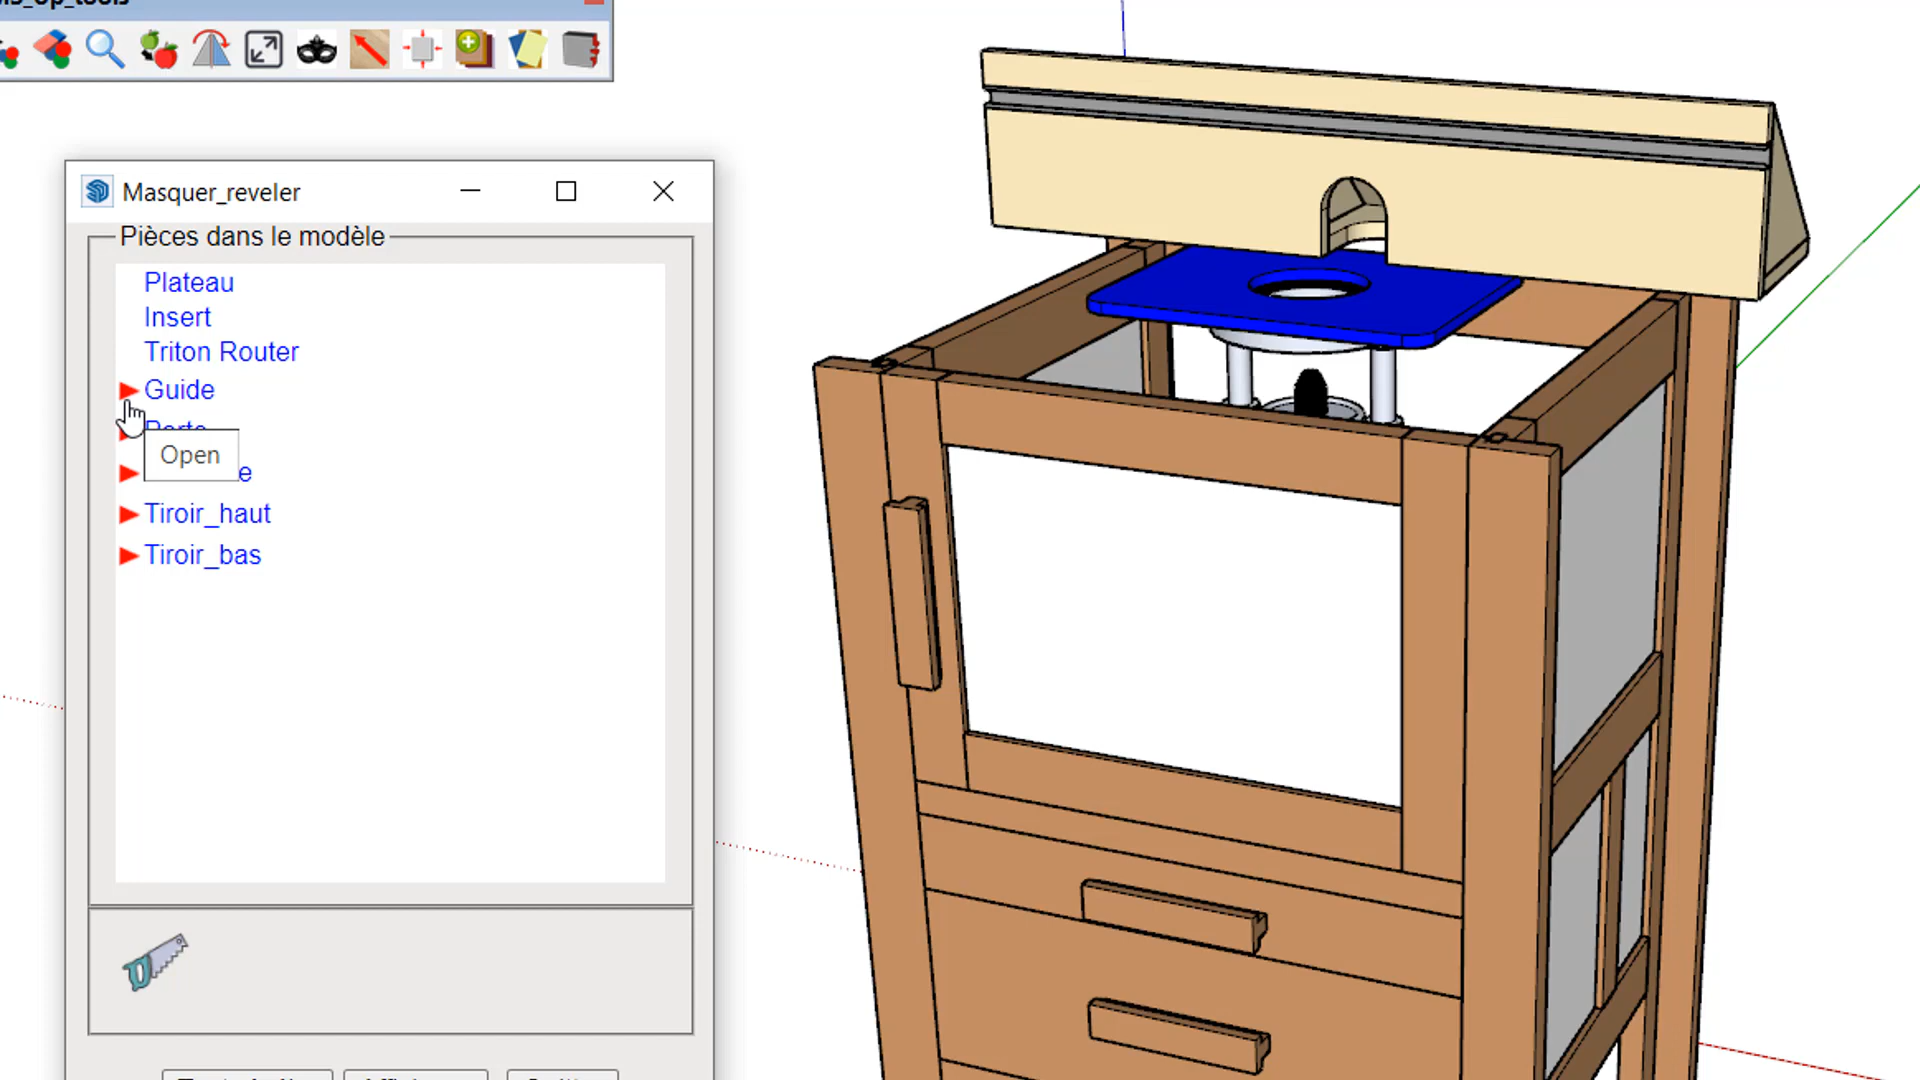 Masquer_reveler
Pièces dans le modèle
Plateau
Insert
Triton Router
Guide
Open
Tiroir_haut
Tiroir_bas